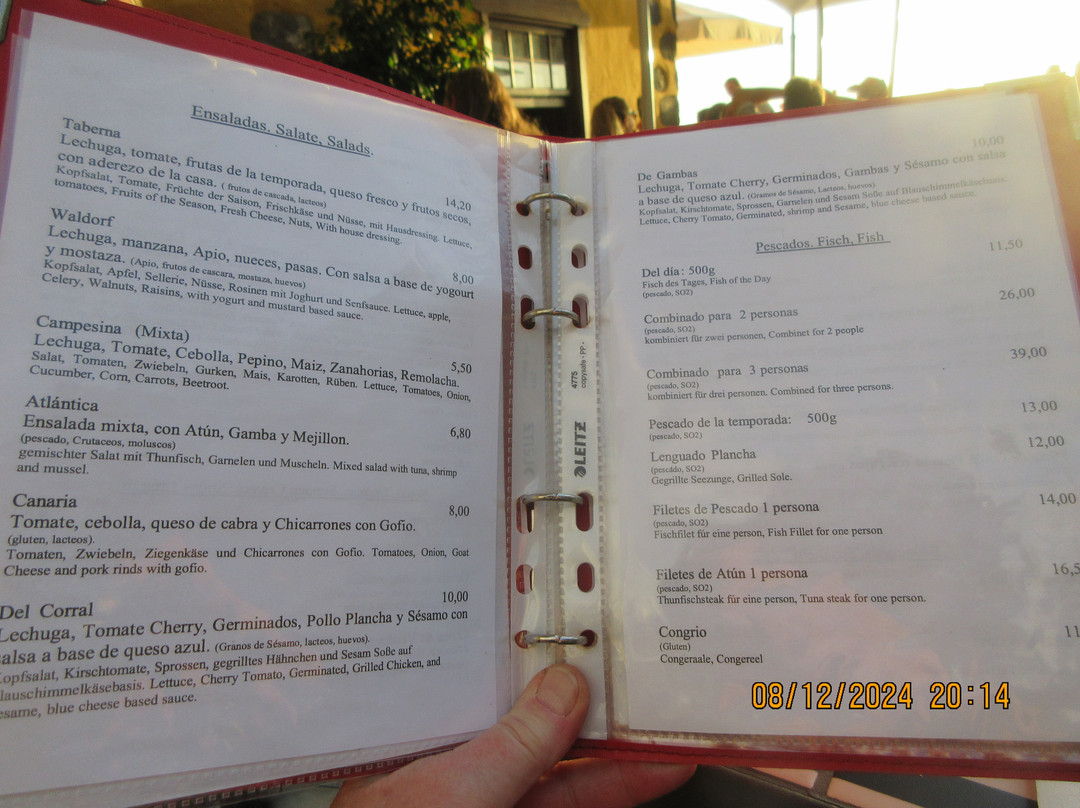 Ensaladas, Salate, Salads.
Taberna
Lechuga, tomate, frutas de la temporada, queso fresco y frutos secos,
con aderezo de la casa. ( frutos de cascada, lacteos) 14,20
Kopfsalat, Tomate, Früchte der Saison, Frischkäse und Nüsse, mit Hausdressing. Lettuce,
tomatoes, Fruits of the Season, Fresh Cheese, Nuts, With house dressing.
Waldorf
Lechuga, manzana, Apio, nueces, pasas. Con salsa a base de yogourt 8,00
y mostaza. (Apio, frutos de cascara, mostaza, huevos)
Kopfsalat, Apfel, Sellerie, Nüsse, Rosinen mit Joghurt und Senfsauce. Lettuce, apple,
Celery, Walnuts, Raisins, with yogurt and mustard based sauce.
Campesina (Mixta)
Lechuga, Tomate, Cebolla, Pepino, Maiz, Zanahorias, Remolacha. 5,50
Salat, Tomaten, Zwiebeln, Gurken, Mais, Karotten, Rüben. Lettuce, Tomatoes, Onion,
Cucumber, Corn, Carrots, Beetroot.
Atlántica
Ensalada mixta, con Atún, Gamba y Mejillon. 6,80
(pescado, Crutaceos, moluscos)
gemischter Salat mit Thunfisch, Garnelen und Muscheln. Mixed salad with tuna, shrimp
and mussel.
Canaria 8,00
Tomate, cebolla, queso de cabra y Chicarrones con Gofio.
(gluten, lacteos).
Tomaten, Zwiebeln, Ziegenkäse und Chicarrones con Gofio. Tomatoes, Onion, Goat
Cheese and pork rinds with gofio.
Del Corral 10,00
Lechuga, Tomate Cherry, Germinados, Pollo Plancha y Sésamo con
alsa a base de queso azul. (Granos de Sésamo, lacteos, huevos).
opfsalat, Kirschtomate, Sprossen, gegrilltes Hähnchen und Sesam Soße auf
lauschimmelkäsebasis. Lettuce, Cherry Tomato, Germinated, Grilled Chicken, and
esame, blue cheese based sauce.
4775
copysafe · PP ·
LEITZ
De Gambas 10,00
Lechuga, Tomate Cherry, Germinados, Gambas y Sésamo con salsa
a base de queso azul. (Granos de Sésamo, Lacteos, huevos)
Kopfsalat, Kirschtomate, Sprossen, Garnelen und Sesam Soße auf Blauschimmelkäsebasis.
Lettuce, Cherry Tomato, Germinated, shrimp and Sesame, blue cheese based sauce.
Pescados. Fisch, Fish
Del día: 500g 11,50
Fisch des Tages, Fish of the Day
(pescado, SO2)
Combinado para 2 personas 26,00
(pescado, SO2)
kombiniert für zwei personen, Combinet for 2 people
Combinado para 3 personas 39,00
(pescado, SO2)
kombiniert für drei personen. Combined for three persons.
Pescado de la temporada: 500g 13,00
(pescado, SO2)
Lenguado Plancha 12,00
(pescado, SO2)
Gegrillte Seezunge, Grilled Sole.
Filetes de Pescado 1 persona 14,00
(pescado, SO2)
Fischfilet für eine person, Fish Fillet for one person
Filetes de Atún 1 persona 16,5
(pescado, SO2)
Thunfischsteak für eine person, Tuna steak for one person.
Congrio 11
(Gluten)
Congeraale, Congereel
08/12/2024 20:14